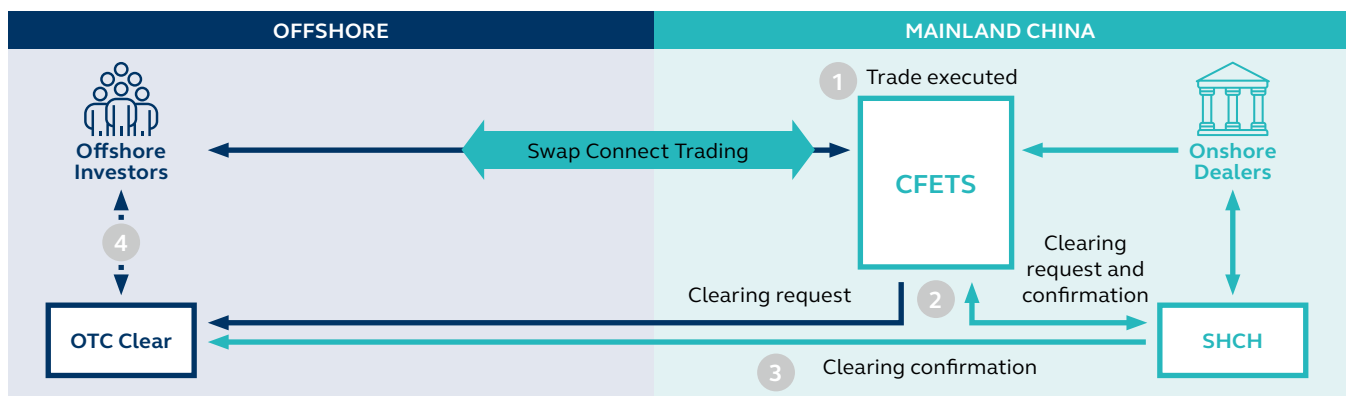 OFFSHORE
MAINLAND CHINA
1
Trade executed
Offshore
Investors
Swap Connect Trading
CFETS
Onshore
Dealers
4
Clearing
request and
confirmation
Clearing request
2
OTC Clear
SHCH
3
Clearing confirmation